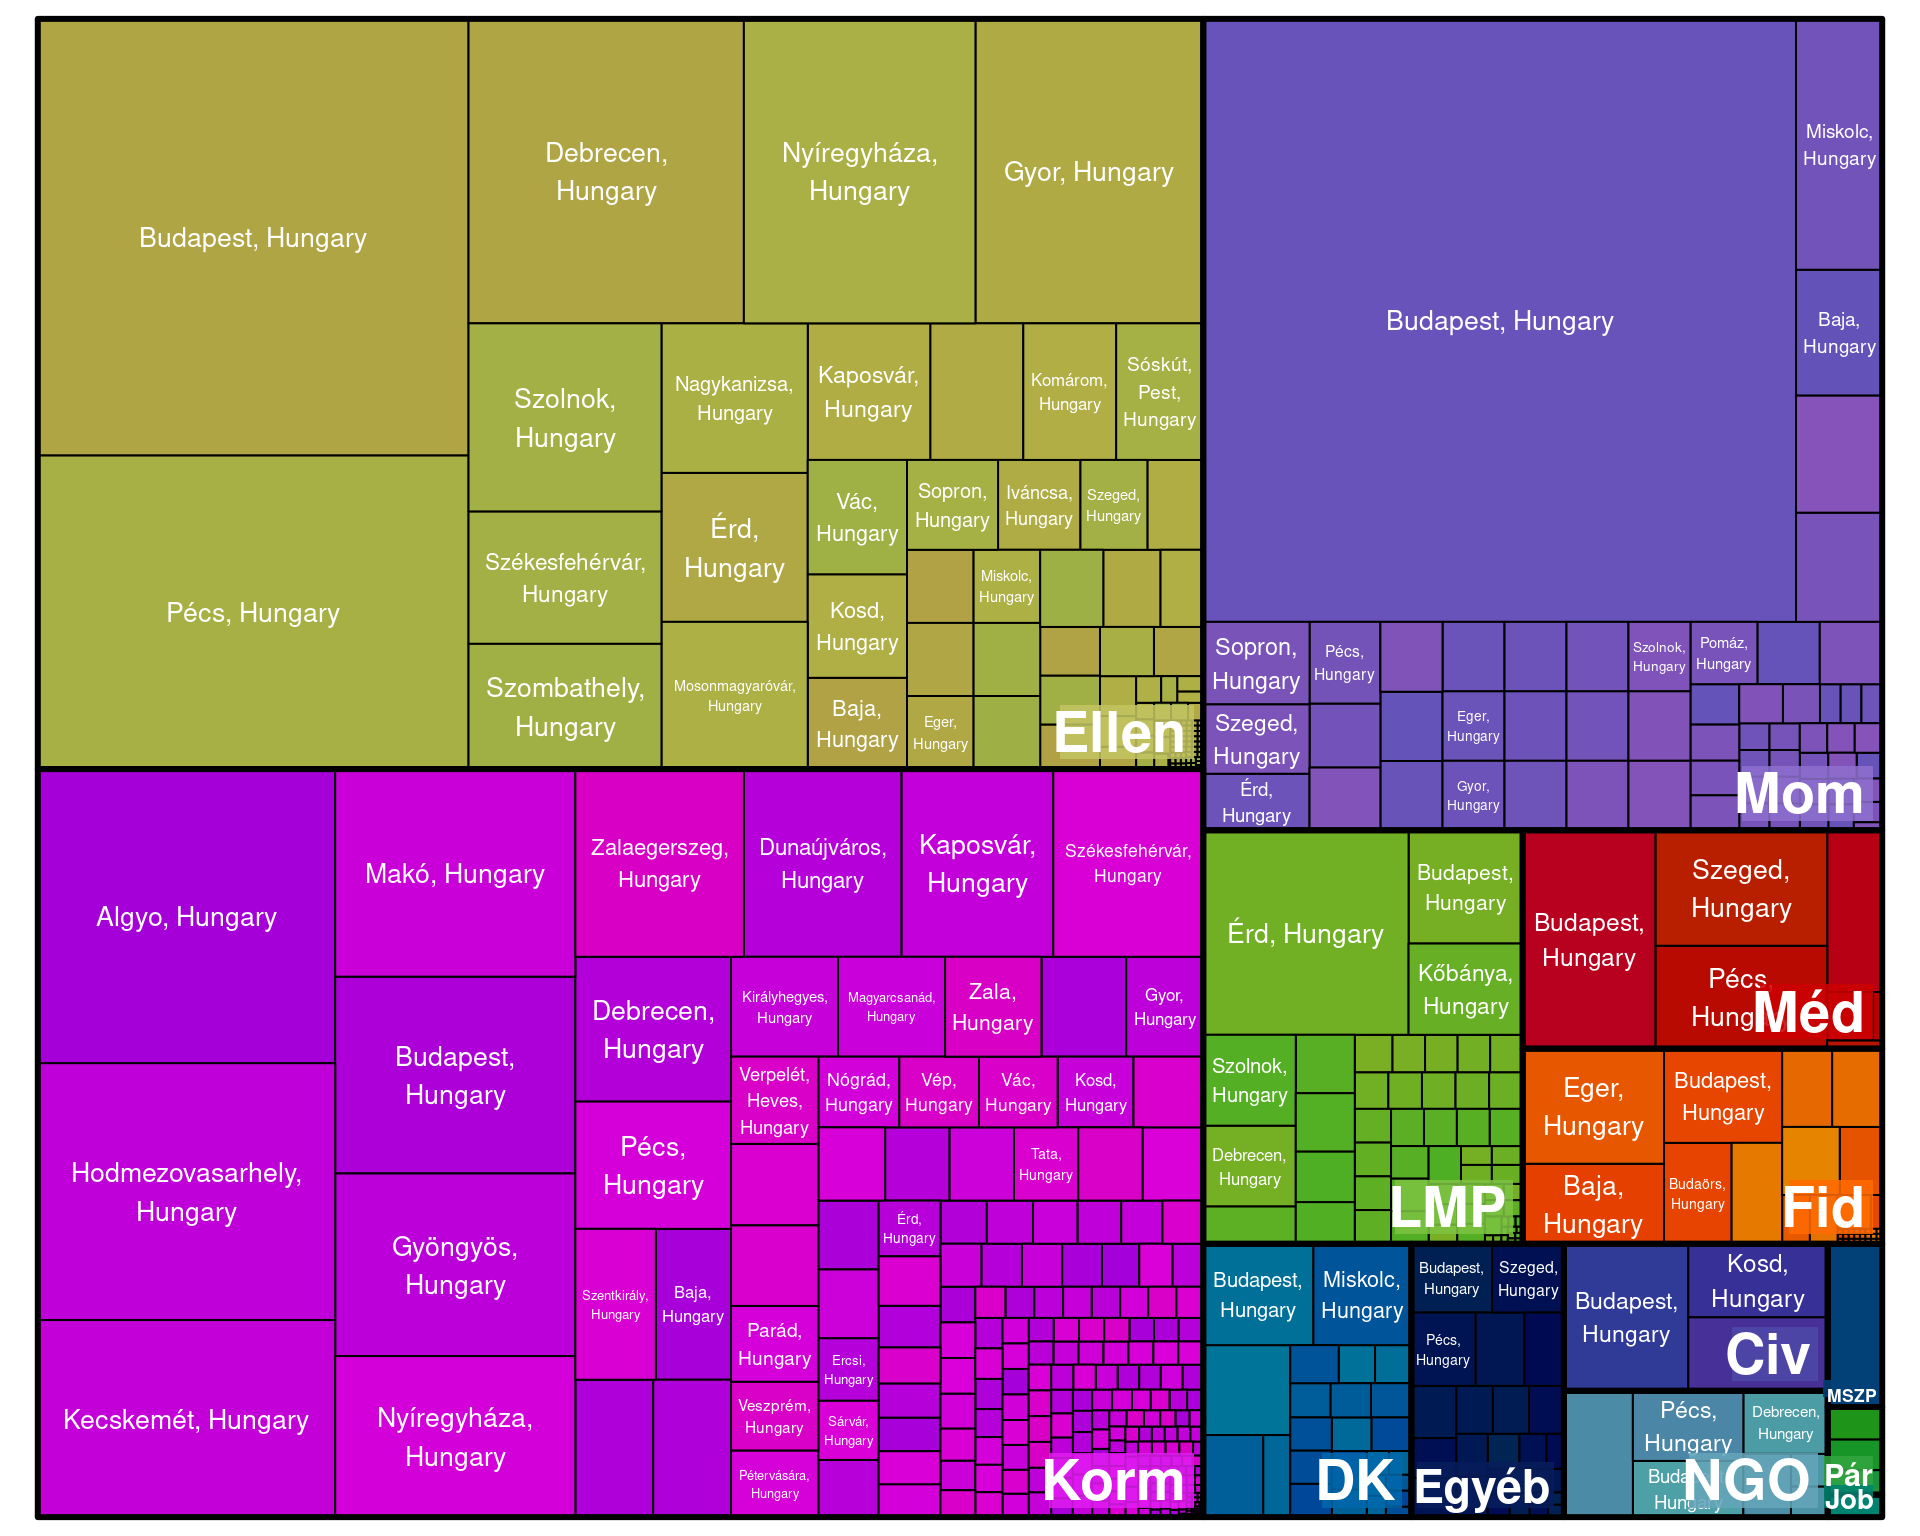 Budapest, Hungary
Pécs, Hungary
Debrecen,
Hungary
Nyíregyháza,
Hungary
Gyor, Hungary
Szolnok,
Hungary
Székesfehérvár,
Hungary
Szombathely,
Hungary
Nagykanizsa,
Hungary
Érd,
Hungary
Mosonmagyaróvár,
Hungary
Kaposvár,
Hungary
Komárom,
Hungary
Sóskút,
Pest,
Hungary
Vác,
Hungary
Sopron,
Hungary
Iváncsa,
Hungary
Szeged,
Hungary
Kosd,
Hungary
Miskolc,
Hungary
Baja,
Hungary
Eger,
Hungary
Ellen
Budapest, Hungary
Miskolc,
Hungary
Baja,
Hungary
Sopron,
Hungary
Pécs,
Hungary
Szolnok,
Hungary
Pomáz,
Hungary
Szeged,
Hungary
Eger,
Hungary
Érd,
Hungary
Gyor,
Hungary
Mom
Algyo, Hungary
Hodmezovasarhely,
Hungary
Kecskemét, Hungary
Makó, Hungary
Budapest,
Hungary
Gyöngyös,
Hungary
Nyíregyháza,
Hungary
Zalaegerszeg,
Hungary
Dunaújváros,
Hungary
Kaposvár,
Hungary
Székesfehérvár,
Hungary
Debrecen,
Hungary
Pécs,
Hungary
Szentkirály,
Hungary
Baja,
Hungary
Királyhegyes,
Hungary
Magyarcsanád,
Hungary
Zala,
Hungary
Gyor,
Hungary
Verpelét,
Heves,
Hungary
Nógrád,
Hungary
Vép,
Hungary
Vác,
Hungary
Kosd,
Hungary
Tata,
Hungary
Érd,
Hungary
Parád,
Hungary
Ercsi,
Hungary
Veszprém,
Hungary
Sárvár,
Hungary
Pétervására,
Hungary
Korm
Érd, Hungary
Budapest,
Hungary
Kőbánya,
Hungary
Szolnok,
Hungary
Debrecen,
Hungary
LMP
Budapest,
Hungary
Szeged,
Hungary
Pécs,
Hung
Méd
Eger,
Hungary
Baja,
Hungary
Budapest,
Hungary
Budaörs,
Hungary
Fid
Budapest,
Hungary
Miskolc,
Hungary
DK
Budapest,
Hungary
Szeged,
Hungary
Pécs,
Hungary
Egyéb
Budapest,
Hungary
Kosd,
Hungary
Civ
MSZP
Pécs,
Hungary
Debrecen,
Hungary
NGO
Pár
Job